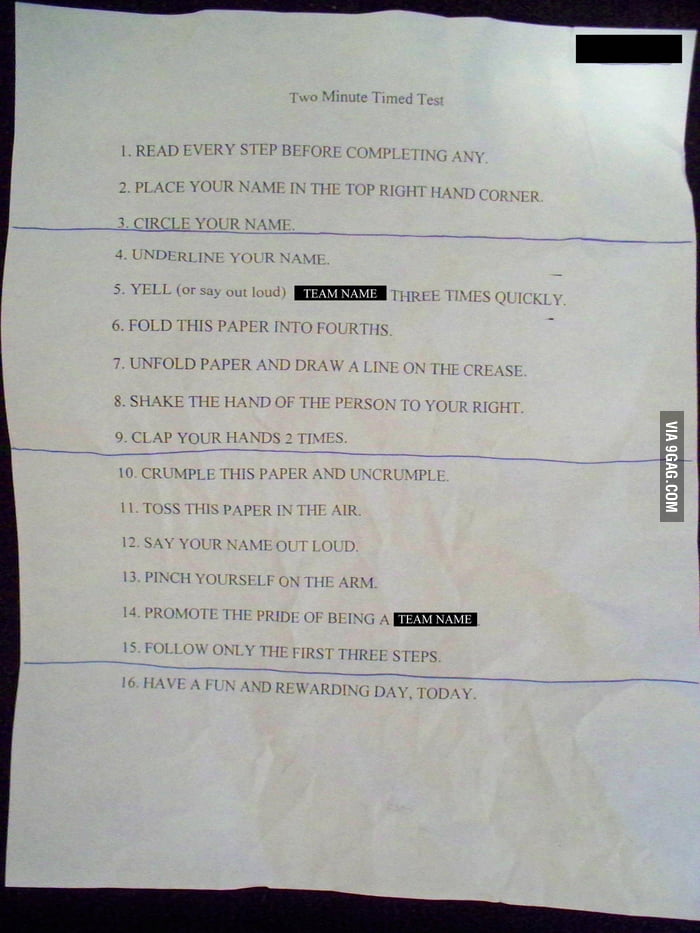 Two Minute Timed Test
1. READ EVERY STEP BEFORE COMPLETING ANY.
2. PLACE YOUR NAME IN THE TOP RIGHT HAND CORNER.
3. CIRCLE YOUR NAME.
4. UNDERLINE YOUR NAME.
5. YELL (or say out loud) TEAM NAME THREE TIMES QUICKLY.
6. FOLD THIS PAPER INTO FOURTHS.
7. UNFOLD PAPER AND DRAW A LINE ON THE CREASE.
8. SHAKE THE HAND OF THE PERSON TO YOUR RIGHT.
9. CLAP YOUR HANDS 2 TIMES.
10. CRUMPLE THIS PAPER AND UNCRUMPLE.
11. TOSS THIS PAPER IN THE AIR.
12. SAY YOUR NAME OUT LOUD.
13. PINCH YOURSELF ON THE ARM.
14. PROMOTE THE PRIDE OF BEING A TEAM NAME
15. FOLLOW ONLY THE FIRST THREE STEPS.
16. HAVE A FUN AND REWARDING DAY, TODAY.
VIA 9GAG.COM